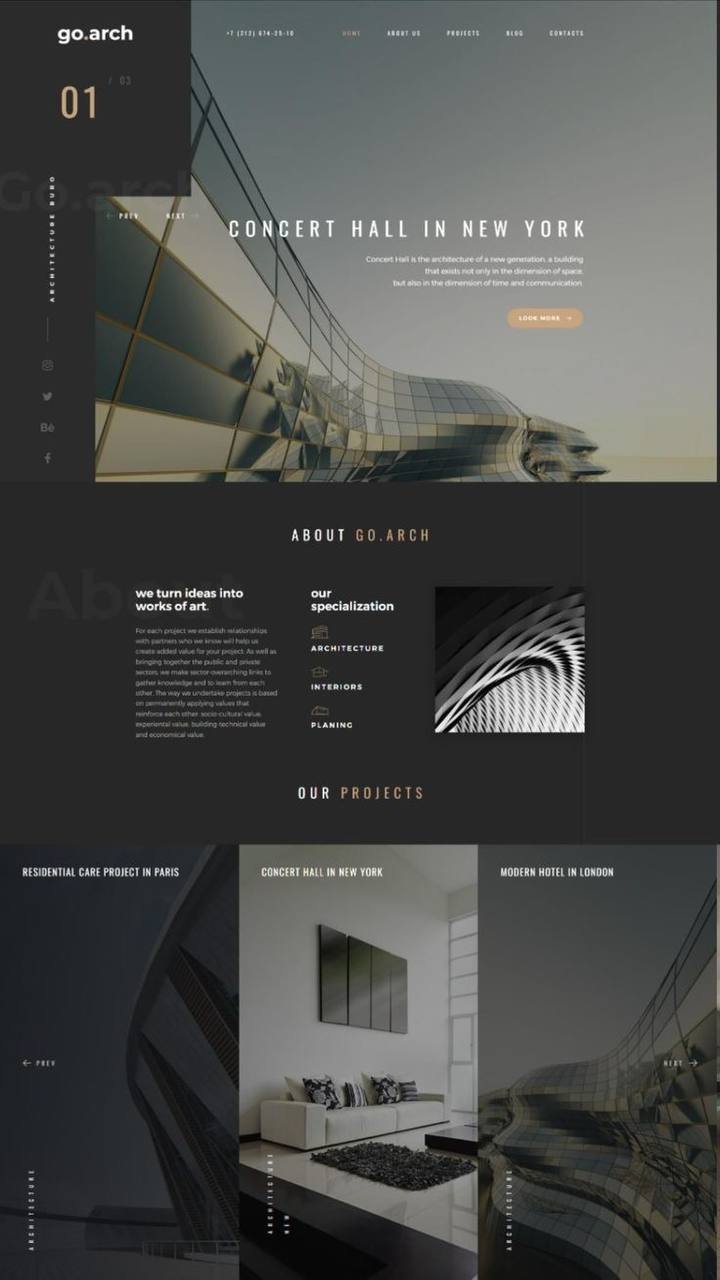 go.arch
+7 (212) 674-25-10
HOME
ABOUT US
PROJECTS
BLOG
CONTACTS
01
/ 03
Go.arch
ARCHITECTURE BURO
← PREV
NEXT →
CONCERT HALL IN NEW YORK
Concert Hall is the architecture of a new generation, a building
that exists not only in the dimension of space,
but also in the dimension of time and communication
LOOK MORE →
Bē
ABOUT GO.ARCH
About
we turn ideas into
works of art.
For each project we establish relationships
with partners who we know will help us
create added value for your project. As well as
bringing together the public and private
sectors, we make sector-overarching links to
gather knowledge and to learn from each
other. The way we undertake projects is based
on permanently applying values that
reinforce each other: socio-cultural value,
experiental value, building-technical value
and economical value.
our
specialization
ARCHITECTURE
INTERIORS
PLANING
OUR PROJECTS
RESIDENTIAL CARE PROJECT IN PARIS
CONCERT HALL IN NEW YORK
MODERN HOTEL IN LONDON
← PREV
NEXT →
ARCHITECTURE
ARCHITECTURE
NEW
ARCHITECTURE